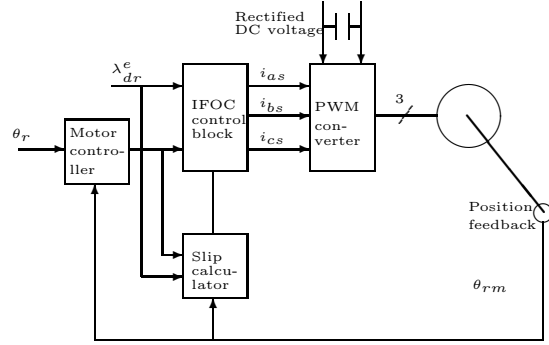 Rectified
DC voltage
λ^e_dr
IFOC
control
block
i_as
i_bs
i_cs
PWM
con-
verter
3
θ_r
Motor
contro-
ller
Position
feedback
Slip
calcu-
lator
θ_rm